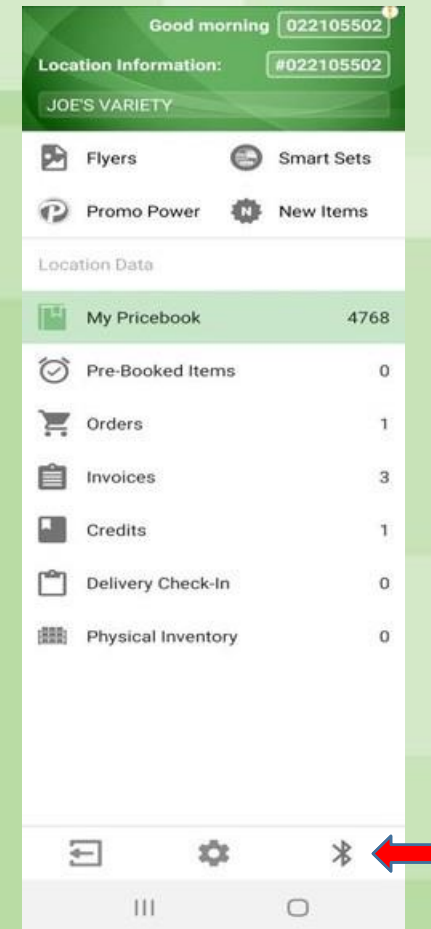 Good morning 022105502
Location Information: #022105502
JOE'S VARIETY
Flyers Smart Sets
Promo Power New Items
Location Data
My Pricebook 4768
Pre-Booked Items 0
Orders 1
Invoices 3
Credits 1
Delivery Check-In 0
Physical Inventory 0